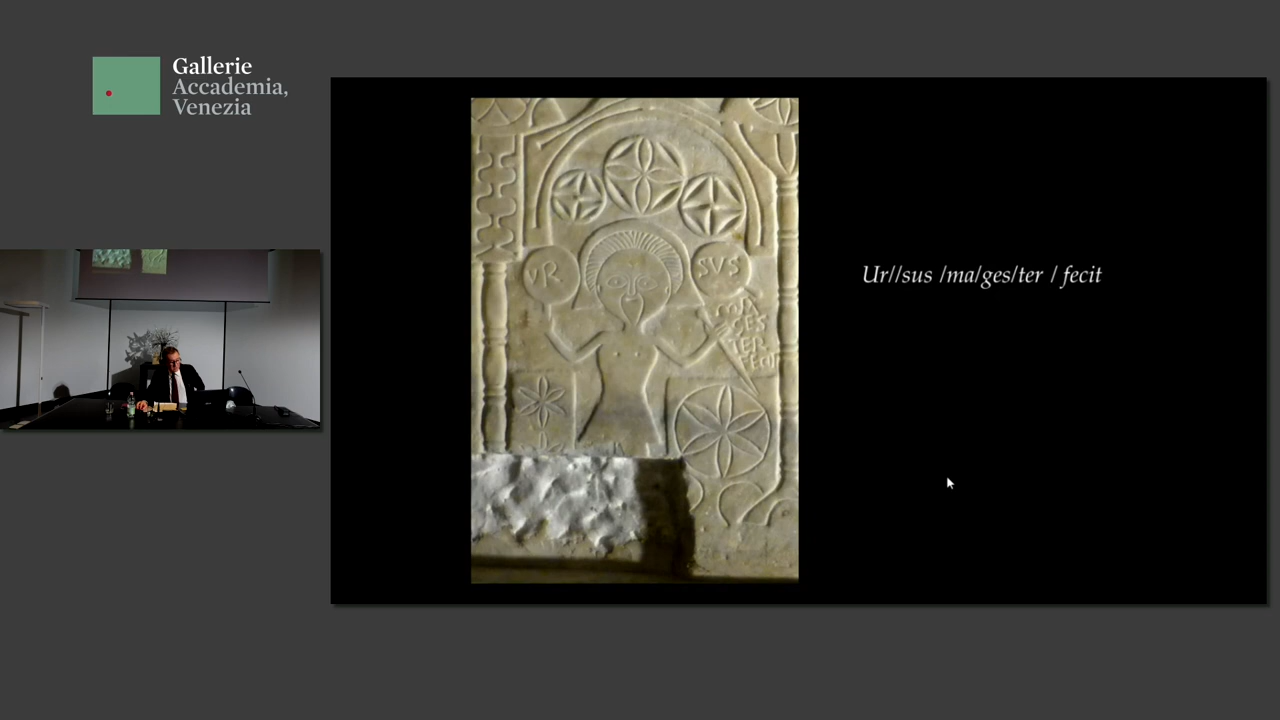 Gallerie
Accademia,
Venezia
Ur//sus /ma/ges/ter / fecit
VR
SVS
MA
GES
TER
FECIT